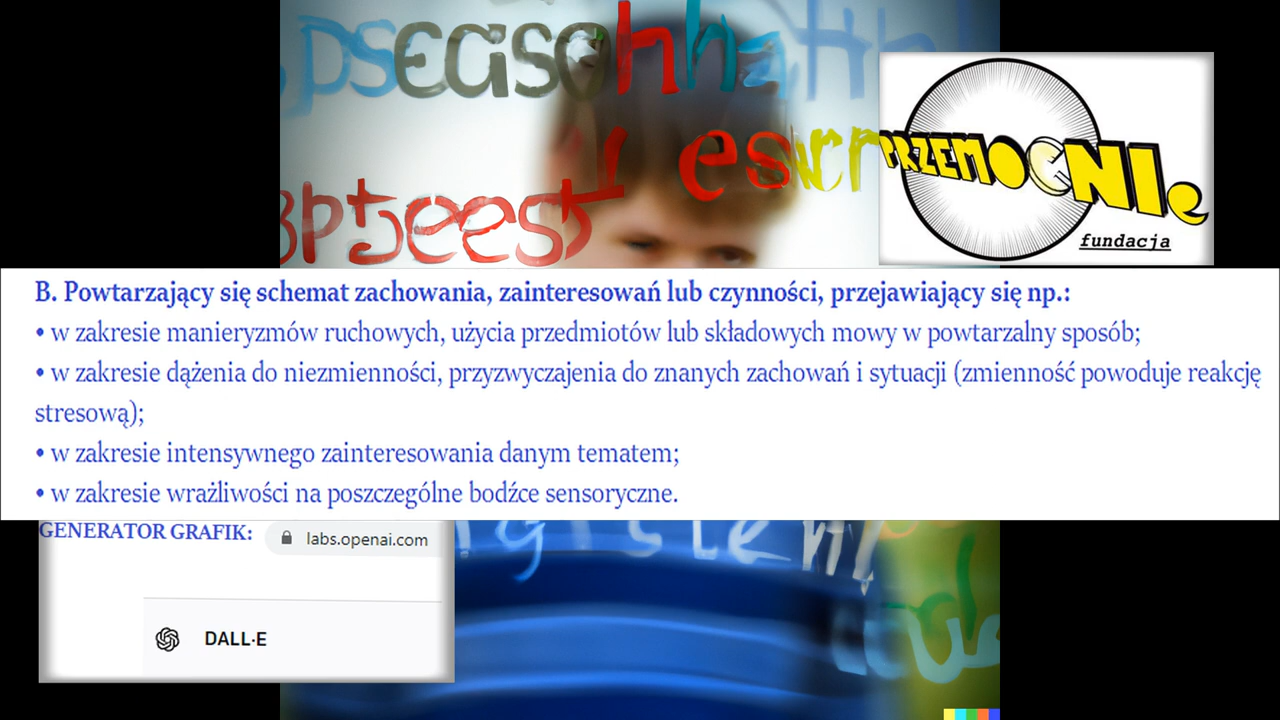 PRZEMOCNI.e
fundacja
B. Powtarzający się schemat zachowania, zainteresowań lub czynności, przejawiający się np.:
• w zakresie manieryzmów ruchowych, użycia przedmiotów lub składowych mowy w powtarzalny sposób;
• w zakresie dążenia do niezmienności, przyzwyczajenia do znanych zachowań i sytuacji (zmienność powoduje reakcję
stresową);
• w zakresie intensywnego zainteresowania danym tematem;
• w zakresie wrażliwości na poszczególne bodźce sensoryczne.
GENERATOR GRAFIK:
labs.openai.com
DALL·E